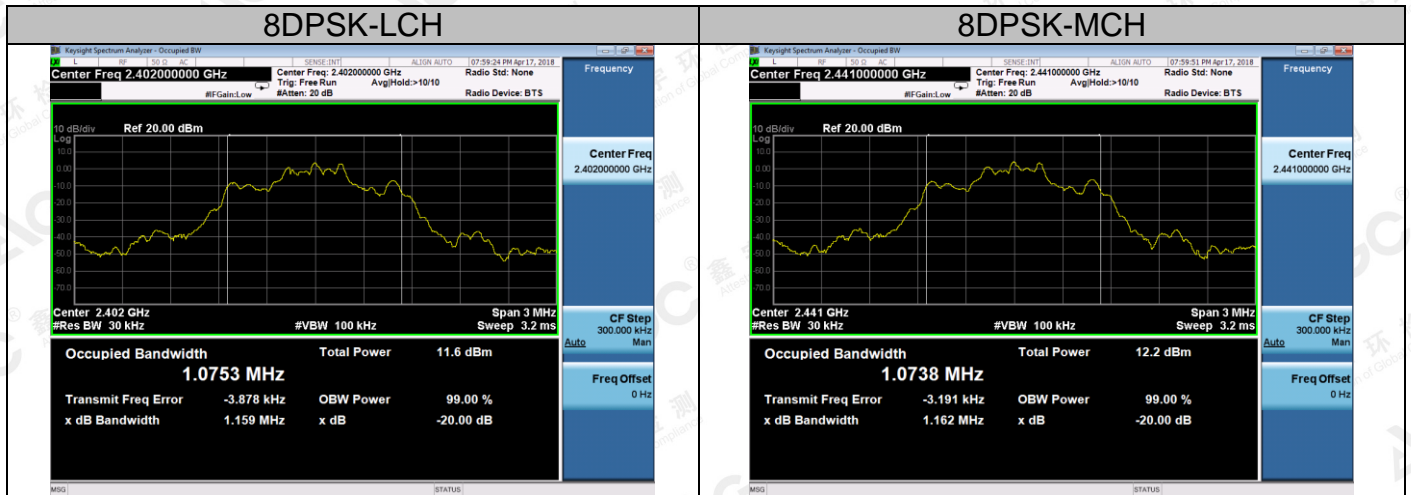 8DPSK-LCH
Keysight Spectrum Analyzer - Occupied BW
L RF 50 Ω AC SENSE:INT ALIGN AUTO 07:59:24 PM Apr 17, 2018
Center Freq 2.402000000 GHz
Center Freq: 2.402000000 GHz Radio Std: None
Trig: Free Run Avg|Hold:>10/10
#IFGain:Low #Atten: 20 dB Radio Device: BTS
10 dB/div Ref 20.00 dBm
Log
10.0
0.00
-10.0
-20.0
-30.0
-40.0
-50.0
-60.0
-70.0
Center 2.402 GHz Span 3 MHz
#Res BW 30 kHz #VBW 100 kHz Sweep 3.2 ms
Occupied Bandwidth Total Power 11.6 dBm
1.0753 MHz
Transmit Freq Error -3.878 kHz OBW Power 99.00 %
x dB Bandwidth 1.159 MHz x dB -20.00 dB
MSG STATUS
Frequency
Center Freq
2.402000000 GHz
CF Step
300.000 kHz
Auto Man
Freq Offset
0 Hz
8DPSK-MCH
Keysight Spectrum Analyzer - Occupied BW
L RF 50 Ω AC SENSE:INT ALIGN AUTO 07:59:51 PM Apr 17, 2018
Center Freq 2.441000000 GHz
Center Freq: 2.441000000 GHz Radio Std: None
Trig: Free Run Avg|Hold:>10/10
#IFGain:Low #Atten: 20 dB Radio Device: BTS
10 dB/div Ref 20.00 dBm
Log
10.0
0.00
-10.0
-20.0
-30.0
-40.0
-50.0
-60.0
-70.0
Center 2.441 GHz Span 3 MHz
#Res BW 30 kHz #VBW 100 kHz Sweep 3.2 ms
Occupied Bandwidth Total Power 12.2 dBm
1.0738 MHz
Transmit Freq Error -3.191 kHz OBW Power 99.00 %
x dB Bandwidth 1.162 MHz x dB -20.00 dB
MSG STATUS
Frequency
Center Freq
2.441000000 GHz
CF Step
300.000 kHz
Auto Man
Freq Offset
0 Hz